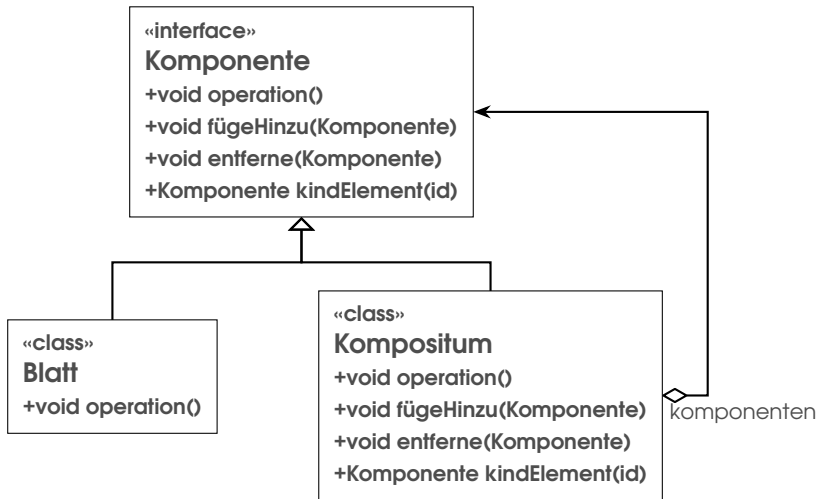 «interface»
Komponente
+void operation()
+void fügeHinzu(Komponente)
+void entferne(Komponente)
+Komponente kindElement(id)
«class»
Blatt
+void operation()
«class»
Kompositum
+void operation()
+void fügeHinzu(Komponente)
+void entferne(Komponente)
+Komponente kindElement(id)
komponenten